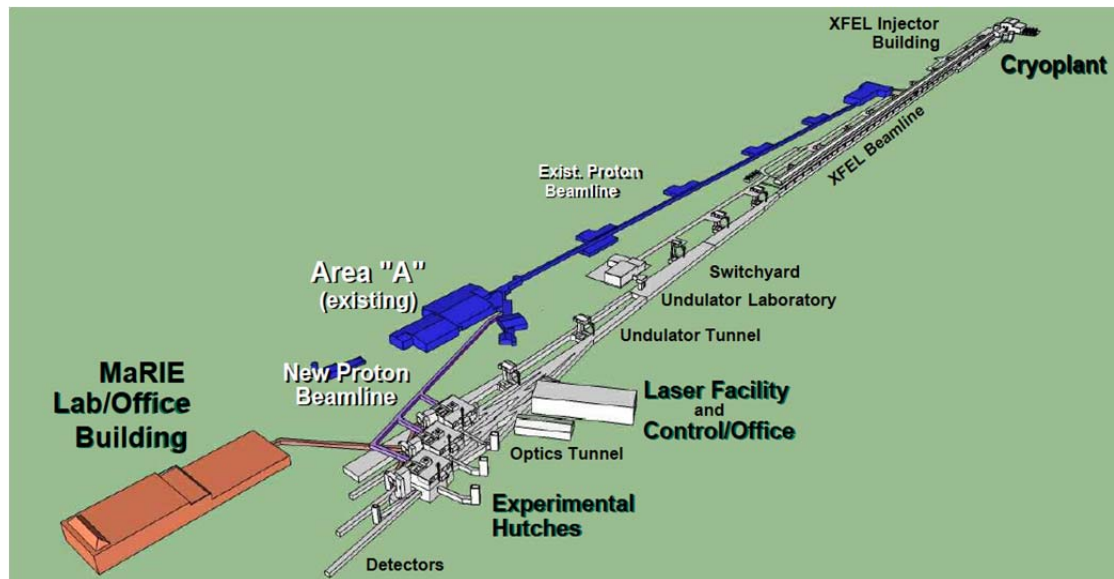 XFEL Injector
Building
Cryoplant
XFEL Beamline
Exist. Proton
Beamline
Area "A"
(existing)
Switchyard
Undulator Laboratory
Undulator Tunnel
New Proton
Beamline
MaRIE
Lab/Office
Building
Laser Facility
and
Control/Office
Optics Tunnel
Experimental
Hutches
Detectors